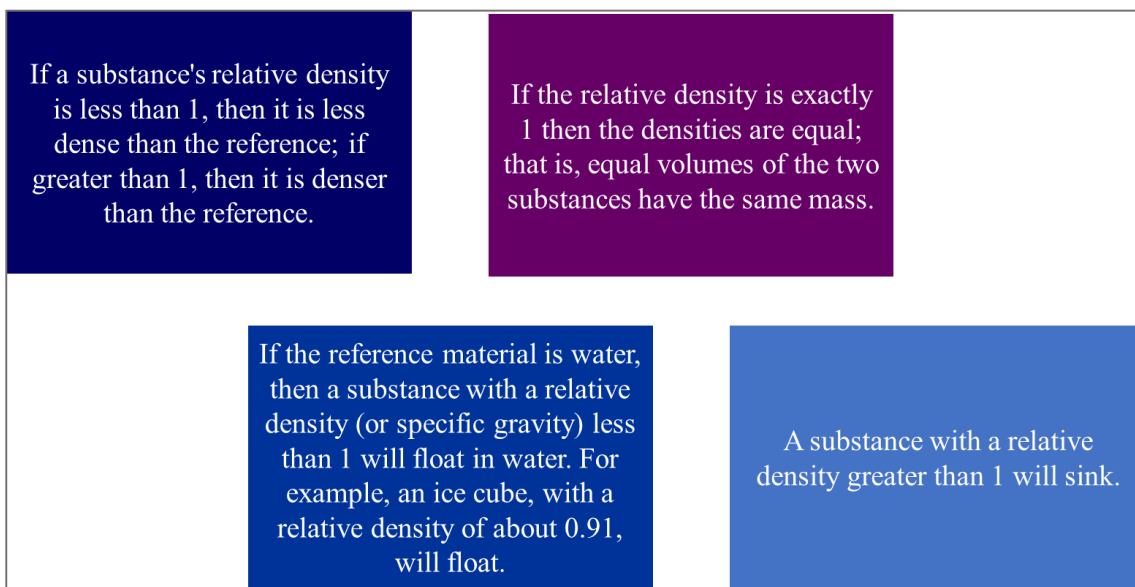 If a substance's relative density
is less than 1, then it is less
dense than the reference; if
greater than 1, then it is denser
than the reference.
If the relative density is exactly
1 then the densities are equal;
that is, equal volumes of the two
substances have the same mass.
If the reference material is water,
then a substance with a relative
density (or specific gravity) less
than 1 will float in water. For
example, an ice cube, with a
relative density of about 0.91,
will float.
A substance with a relative
density greater than 1 will sink.